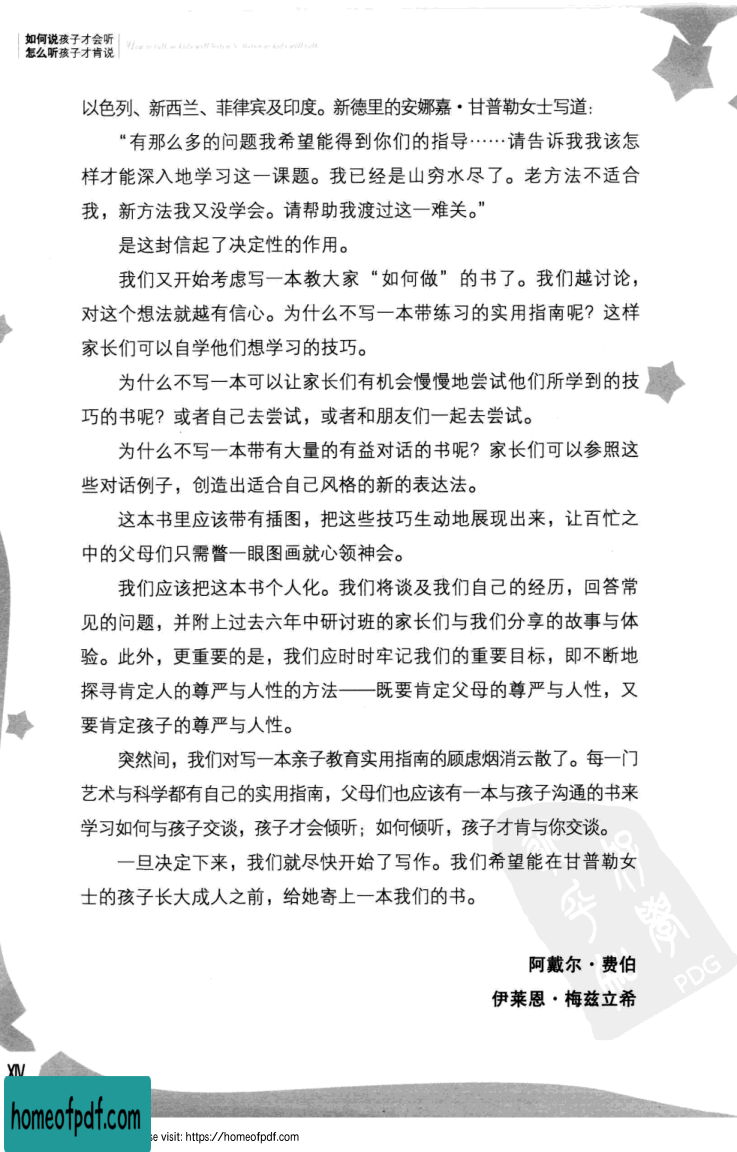 如何说孩子才会听
怎么听孩子才肯说
How to talk so kids will listen & listen so kids will talk
以色列、新西兰、菲律宾及印度。新德里的安娜嘉·甘普勒女士写道：
“有那么多的问题我希望能得到你们的指导……请告诉我我该怎
样才能深入地学习这一课题。我已经是山穷水尽了。老方法不适合
我，新方法我又没学会。请帮助我渡过这一难关。”
是这封信起了决定性的作用。
我们又开始考虑写一本教大家“如何做”的书了。我们越讨论，
对这个想法就越有信心。为什么不写一本带练习的实用指南呢？这样
家长们可以自学他们想学习的技巧。
为什么不写一本可以让家长们有机会慢慢地尝试他们所学到的技
巧的书呢？或者自己去尝试，或者和朋友们一起去尝试。
为什么不写一本带有大量的有益对话的书呢？家长们可以参照这
些对话例子，创造出适合自己风格的新的表达法。
这本书里应该带有插图，把这些技巧生动地展现出来，让百忙之
中的父母们只需瞥一眼图画就心领神会。
我们应该把这本书个人化。我们将谈及我们自己的经历，回答常
见的问题，并附上过去六年中研讨班的家长们与我们分享的故事与体
验。此外，更重要的是，我们应时时牢记我们的重要目标，即不断地
探寻肯定人的尊严与人性的方法——既要肯定父母的尊严与人性，又
要肯定孩子的尊严与人性。
突然间，我们对写一本亲子教育实用指南的顾虑烟消云散了。每一门
艺术与科学都有自己的实用指南，父母们也应该有一本与孩子沟通的书来
学习如何与孩子交谈，孩子才会倾听；如何倾听，孩子才肯与你交谈。
一旦决定下来，我们就尽快开始了写作。我们希望能在甘普勒女
士的孩子长大成人之前，给她寄上一本我们的书。
阿戴尔·费伯
伊莱恩·梅兹立希
PDG
XIV
homeofpdf.com
se visit: https://homeofpdf.com